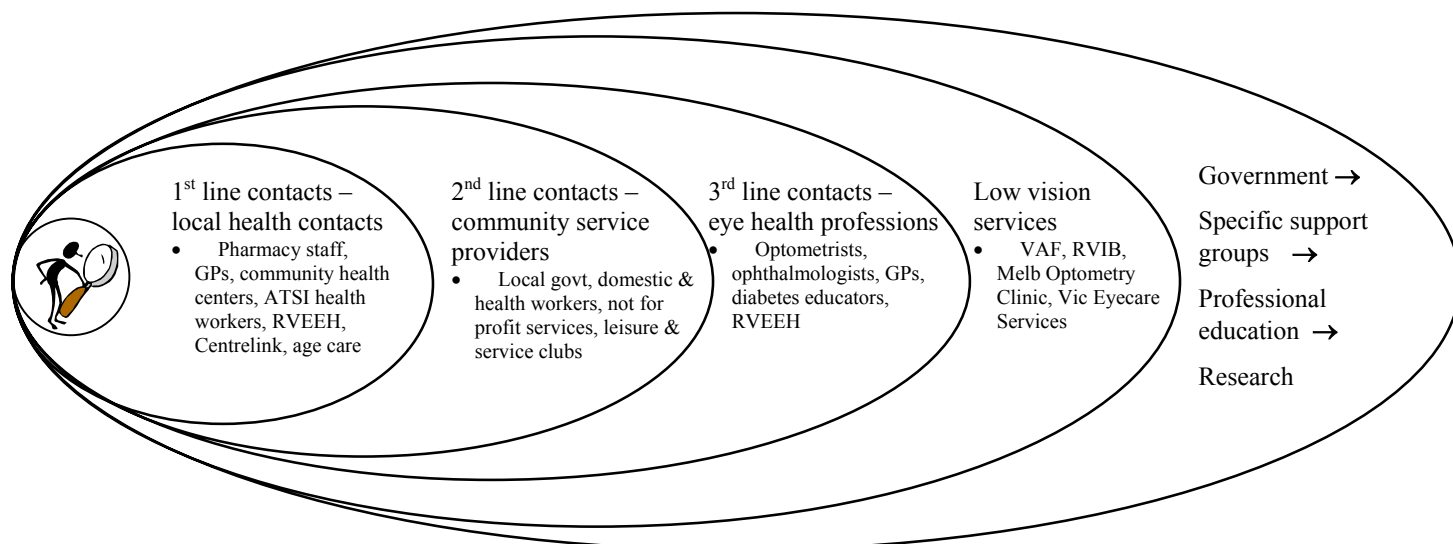 1st line contacts –
local health contacts
• Pharmacy staff,
GPs, community health
centers, ATSI health
workers, RVEEH,
Centrelink, age care
2nd line contacts –
community service
providers
• Local govt, domestic &
health workers, not for
profit services, leisure &
service clubs
3rd line contacts –
eye health professions
• Optometrists,
ophthalmologists, GPs,
diabetes educators,
RVEEH
Low vision
services
• VAF, RVIB,
Melb Optometry
Clinic, Vic Eyecare
Services
Government →
Specific support
groups →
Professional
education →
Research